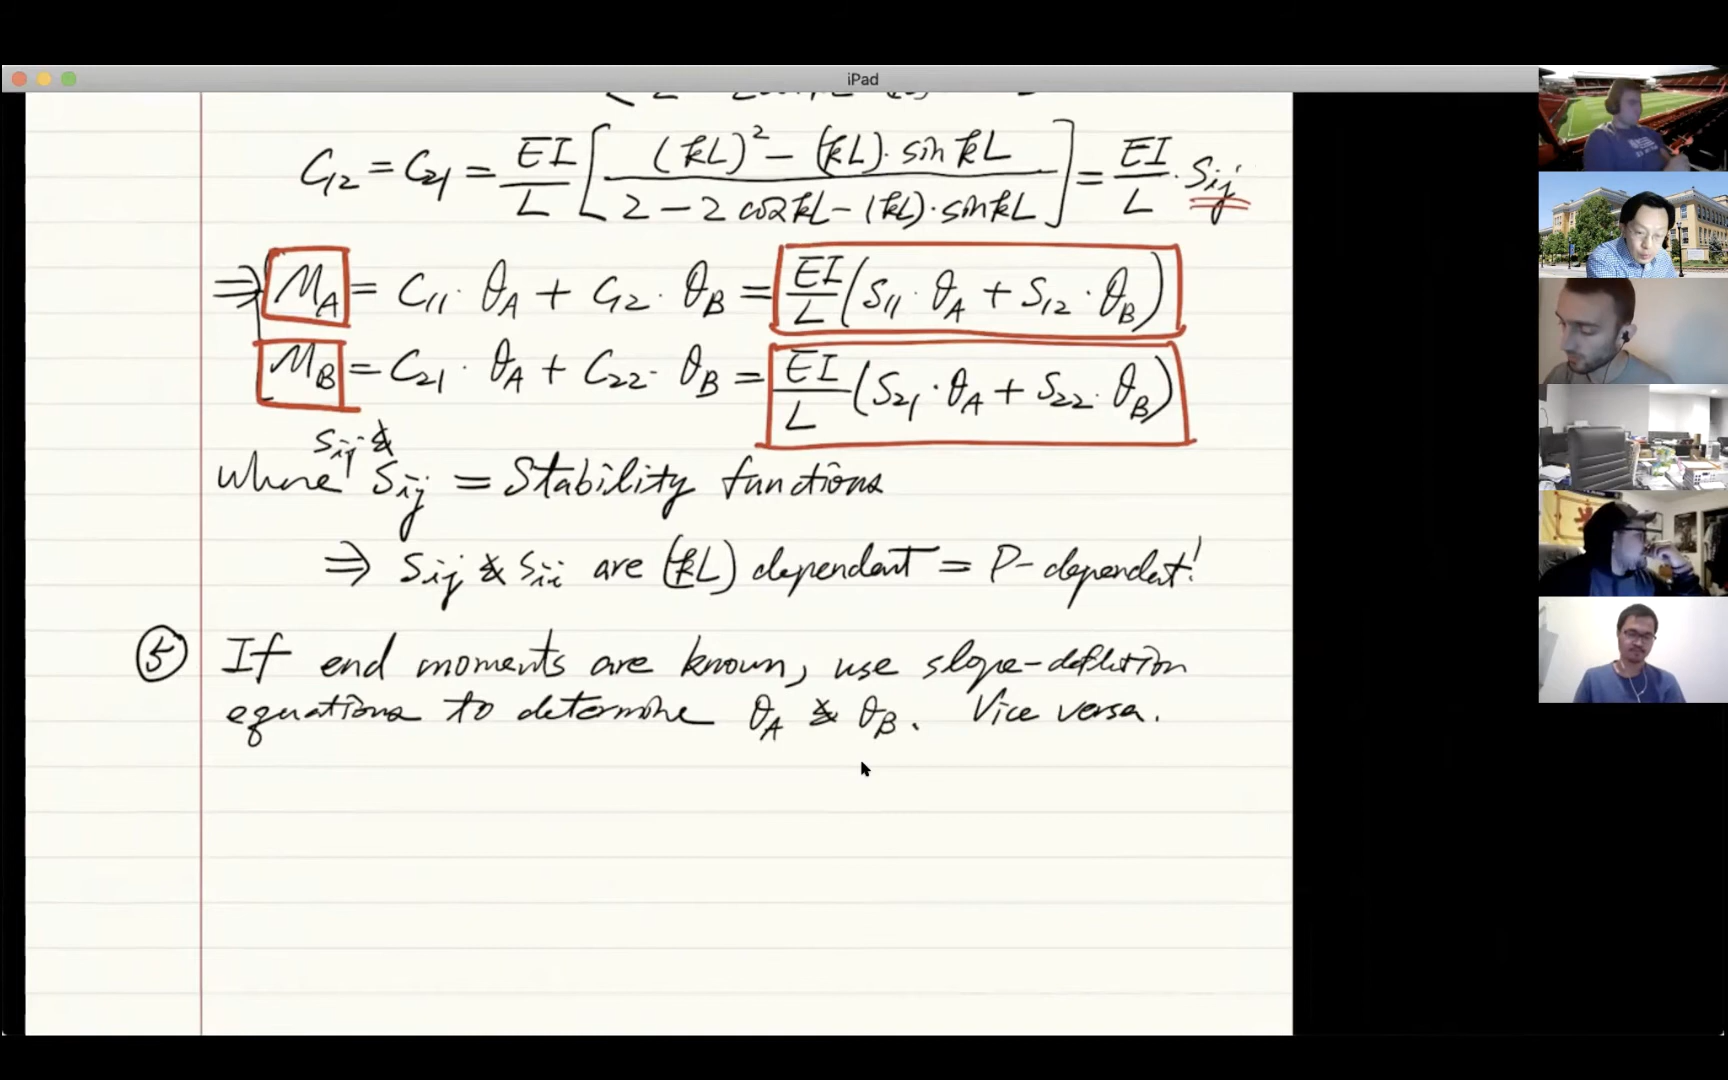 iPad
C₁₂ = C₂₁ = EI/L [ ((kL)² - (kL)·sin kL) / (2 - 2 cos kL - (kL)·sin kL) ] = EI/L · Sij
⇒ MA = C₁₁·θA + C₁₂·θB = EI/L (S₁₁·θA + S₁₂·θB)
MB = C₂₁·θA + C₂₂·θB = EI/L (S₂₁·θA + S₂₂·θB)
where Sij & Sij = Stability functions
⇒ Sij & Sii are (kL) dependent = P-dependent!
⑤ If end moments are known, use slope-deflection
equations to determine θA & θB. Vice versa.